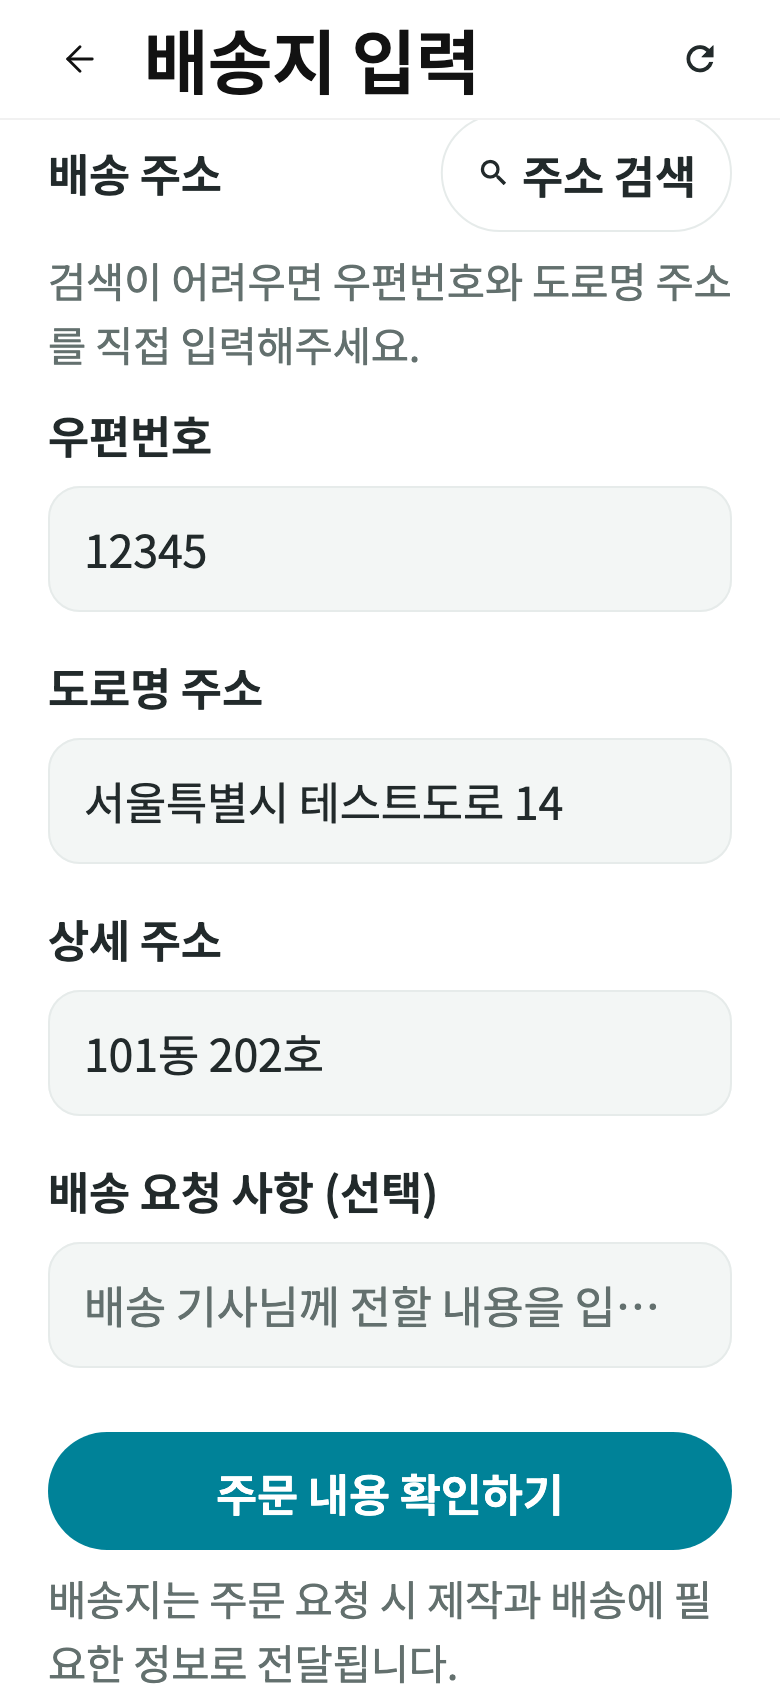 배송지 입력
배송 주소
주소 검색
검색이 어려우면 우편번호와 도로명 주소
를 직접 입력해주세요.
우편번호
12345
도로명 주소
서울특별시 테스트도로 14
상세 주소
101동 202호
배송 요청 사항 (선택)
배송 기사님께 전할 내용을 입…
주문 내용 확인하기
배송지는 주문 요청 시 제작과 배송에 필
요한 정보로 전달됩니다.